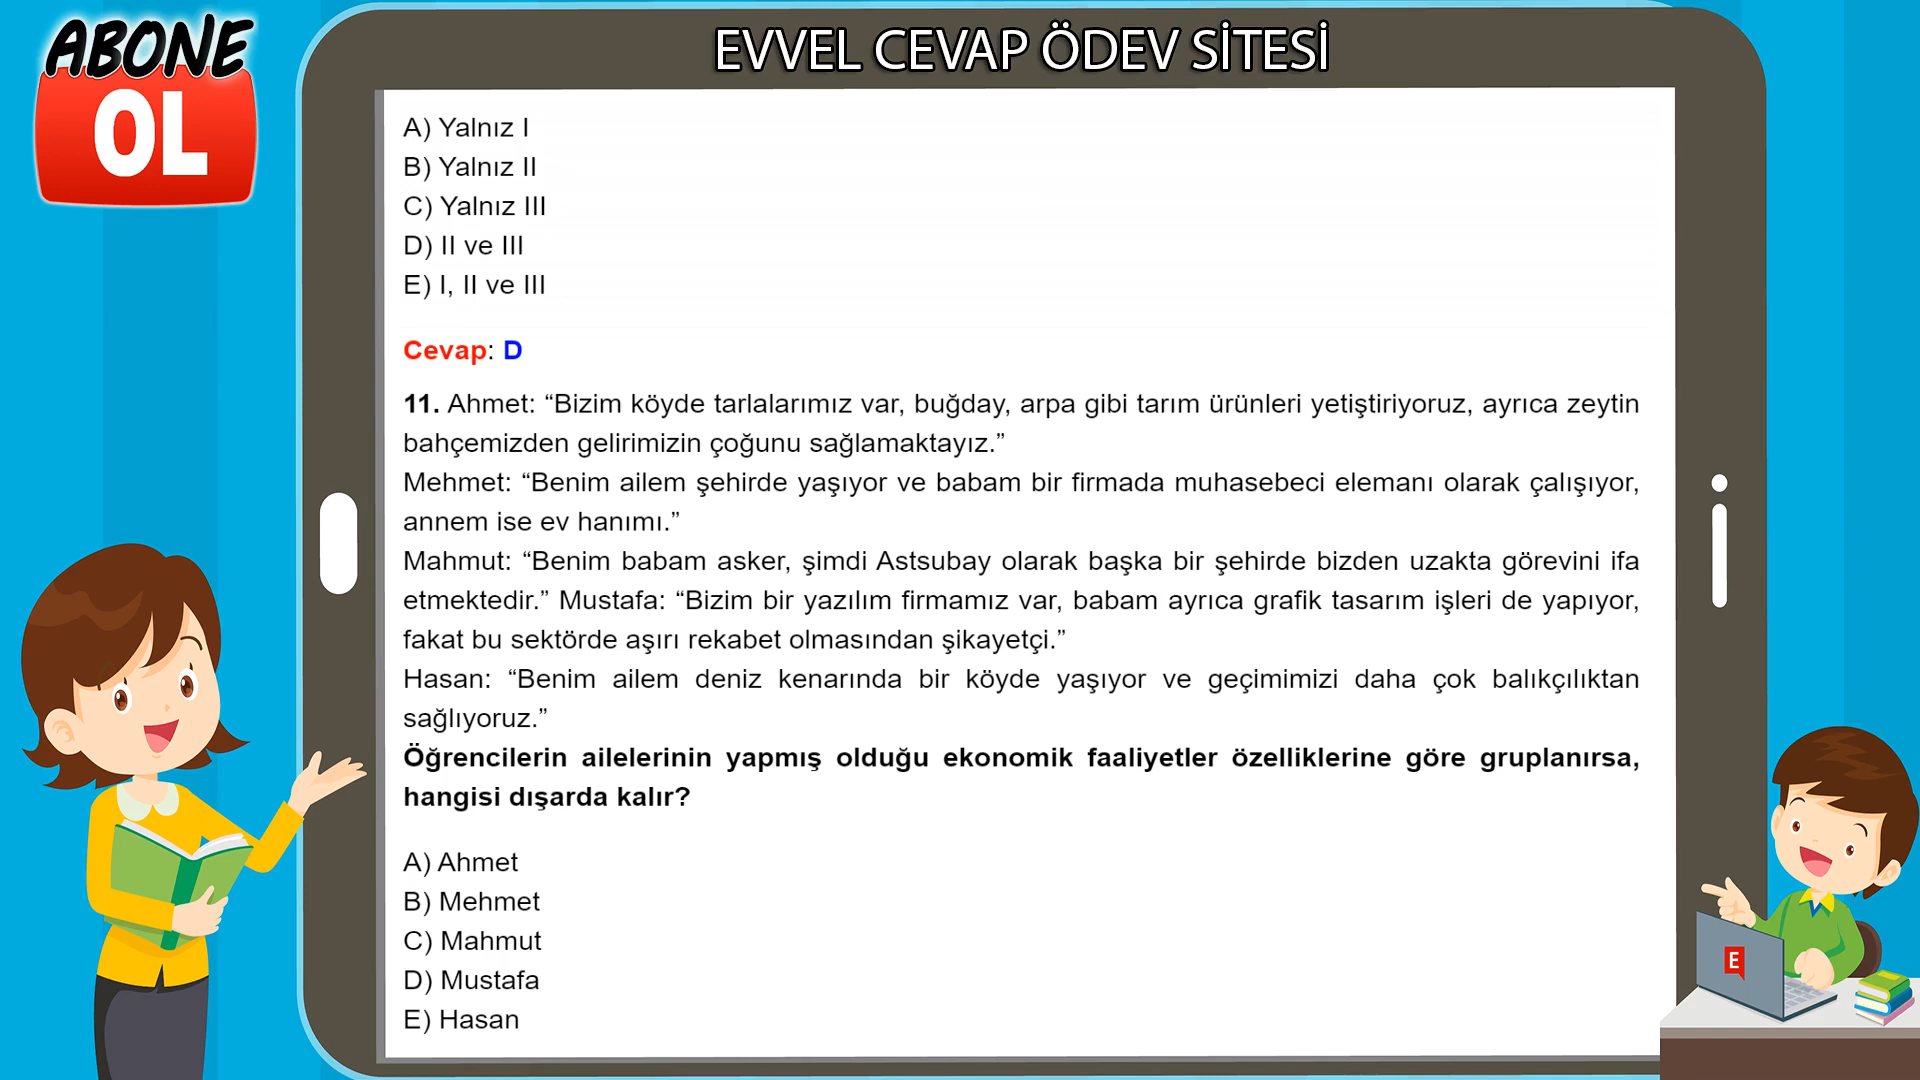 ABONE
OL
EVVEL CEVAP ÖDEV SİTESİ
A) Yalnız I
B) Yalnız II
C) Yalnız III
D) II ve III
E) I, II ve III
Cevap: D
11. Ahmet: “Bizim köyde tarlalarımız var, buğday, arpa gibi tarım ürünleri yetiştiriyoruz, ayrıca zeytin
bahçemizden gelirimizin çoğunu sağlamaktayız.”
Mehmet: “Benim ailem şehirde yaşıyor ve babam bir firmada muhasebeci elemanı olarak çalışıyor,
annem ise ev hanımı.”
Mahmut: “Benim babam asker, şimdi Astsubay olarak başka bir şehirde bizden uzakta görevini ifa
etmektedir.” Mustafa: “Bizim bir yazılım firmamız var, babam ayrıca grafik tasarım işleri de yapıyor,
fakat bu sektörde aşırı rekabet olmasından şikayetçi.”
Hasan: “Benim ailem deniz kenarında bir köyde yaşıyor ve geçimimizi daha çok balıkçılıktan
sağlıyoruz.”
Öğrencilerin ailelerinin yapmış olduğu ekonomik faaliyetler özelliklerine göre gruplanırsa,
hangisi dışarda kalır?
A) Ahmet
B) Mehmet
C) Mahmut
D) Mustafa
E) Hasan
E